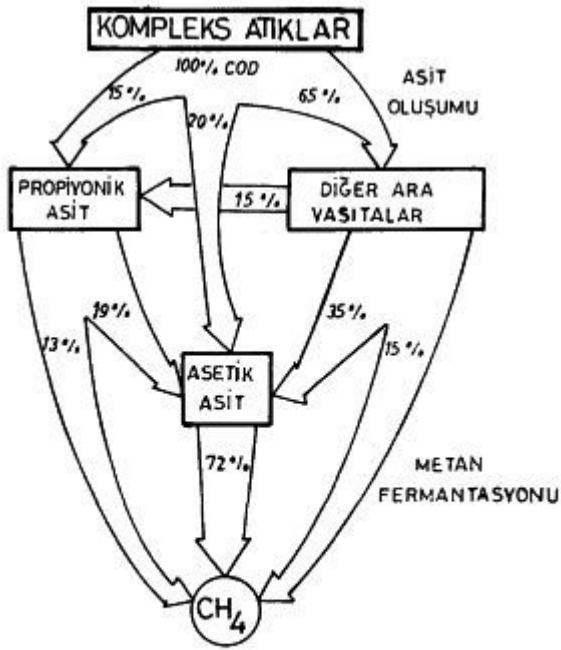 KOMPLEKS ATIKLAR
100% COD
15%
20%
65%
ASİT
OLUŞUMU
PROPİYONİK
ASİT
15%
DİĞER ARA
VASITALAR
13%
19%
35%
15%
ASETİK
ASİT
72%
METAN
FERMANTASYONU
CH4